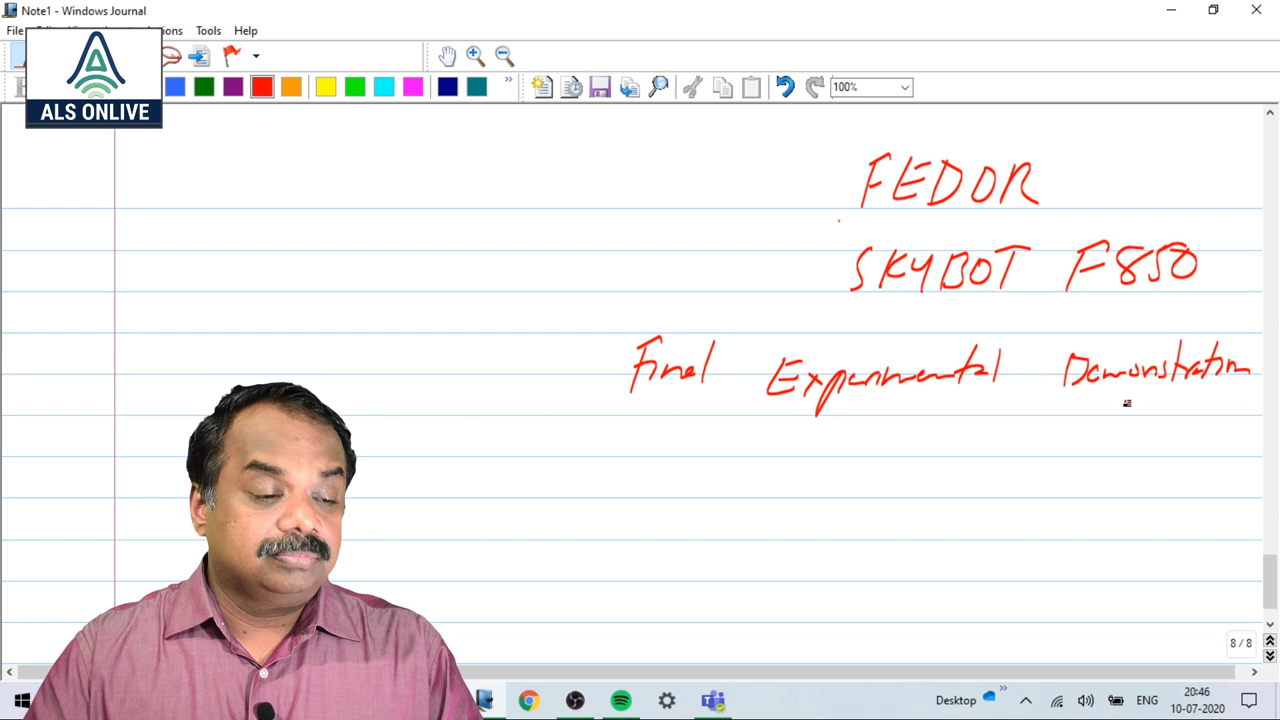 Note1 - Windows Journal
File
Actions Tools Help
ALS ONLIVE
100%
FEDOR
SKYBOT F850
Final Experimental Demonstration
8 / 8
Desktop
ENG
20:46
10-07-2020